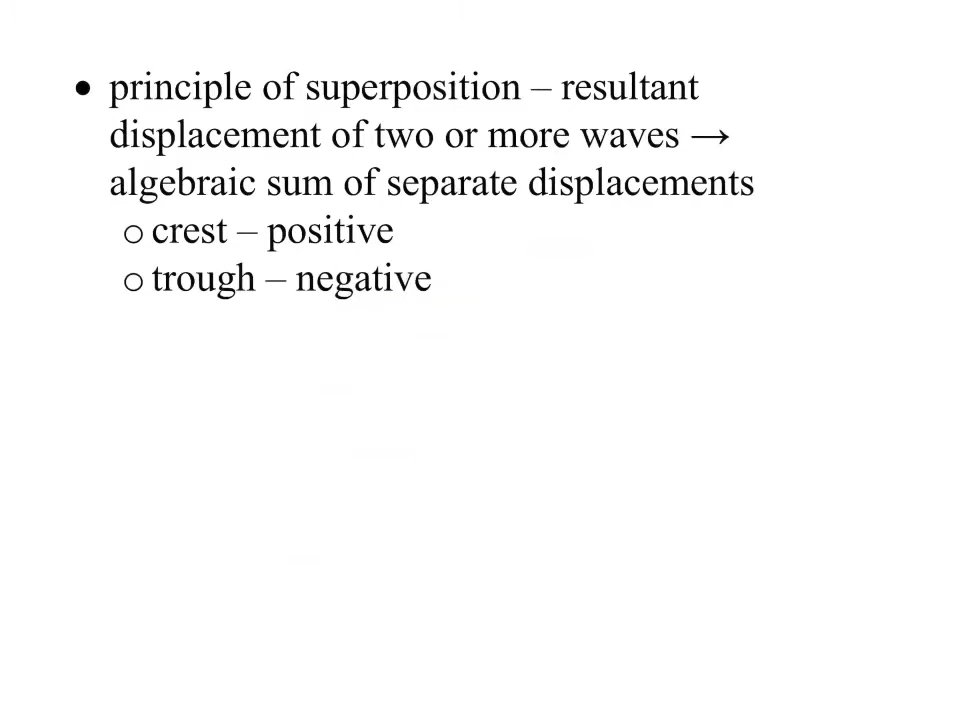 • principle of superposition – resultant
displacement of two or more waves →
algebraic sum of separate displacements
o crest – positive
o trough – negative